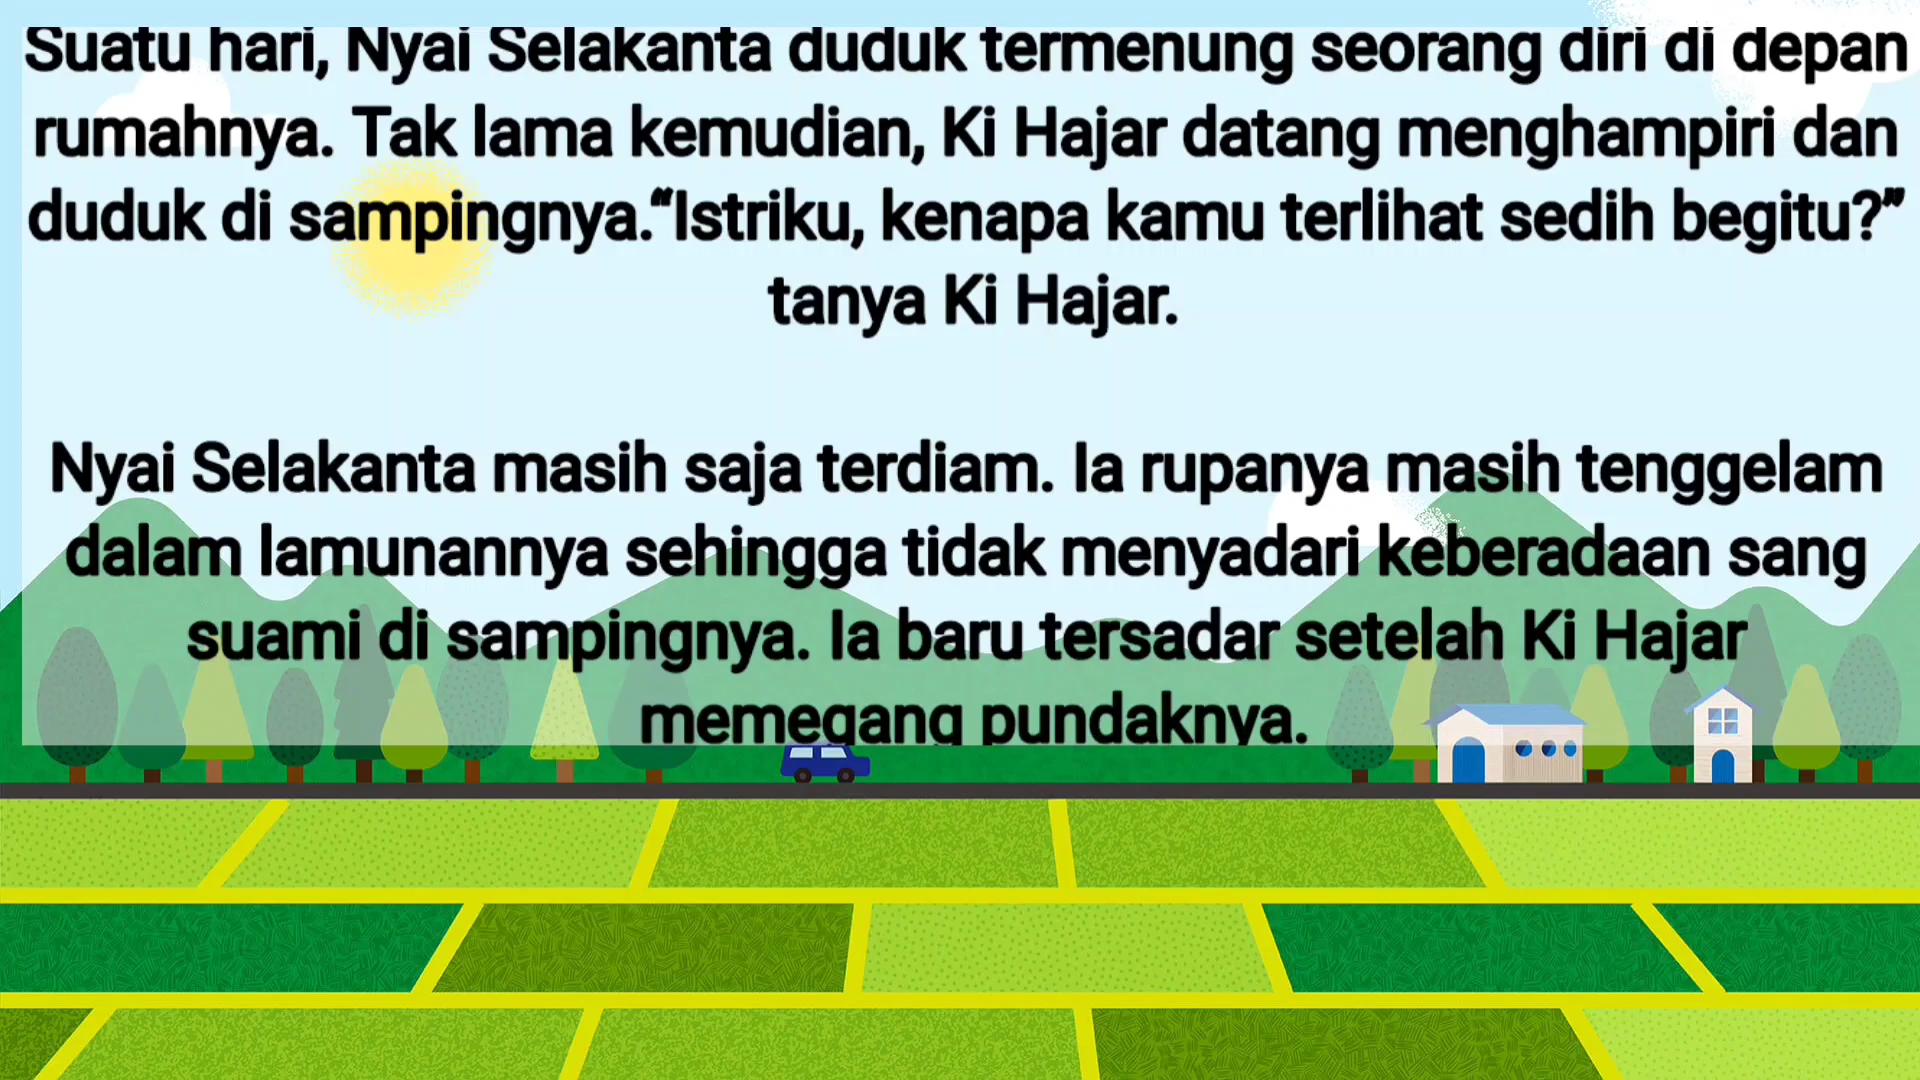 Suatu hari, Nyai Selakanta duduk termenung seorang diri di depan
rumahnya. Tak lama kemudian, Ki Hajar datang menghampiri dan
duduk di sampingnya.“Istriku, kenapa kamu terlihat sedih begitu?”
tanya Ki Hajar.
Nyai Selakanta masih saja terdiam. Ia rupanya masih tenggelam
dalam lamunannya sehingga tidak menyadari keberadaan sang
suami di sampingnya. Ia baru tersadar setelah Ki Hajar
memegang pundaknya.